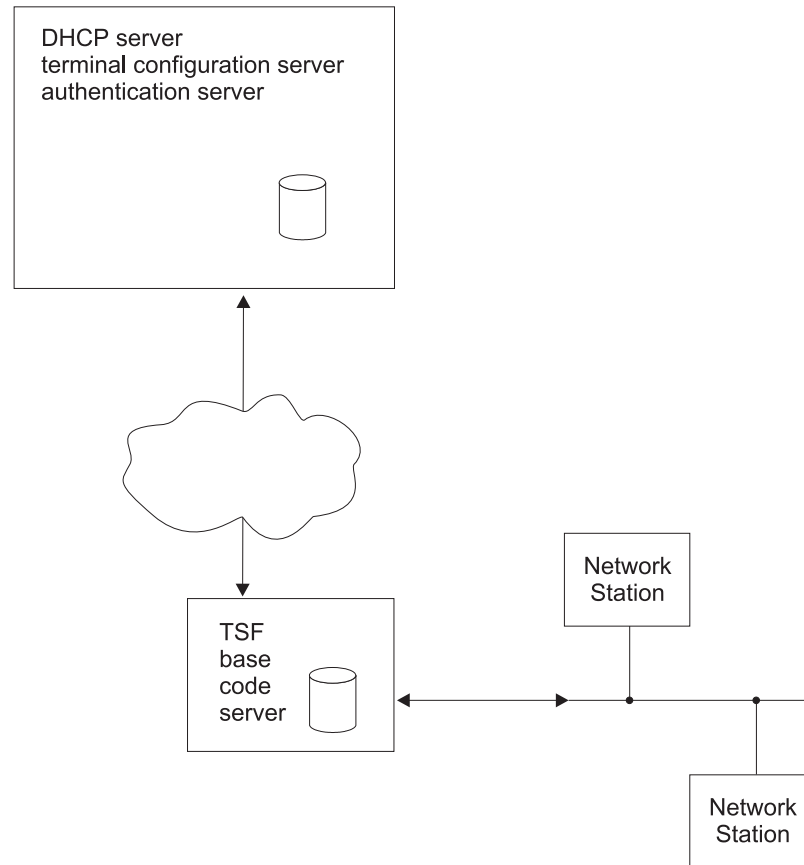 DHCP server
terminal configuration server
authentication server
Network
Station
TSF
base
code
server
Network
Station